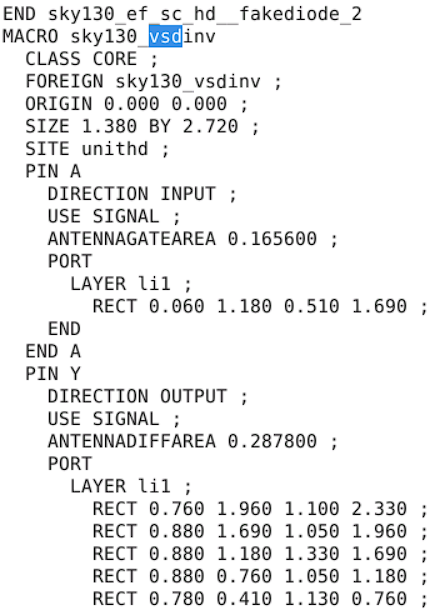 END sky130_ef_sc_hd__fakediode_2
MACRO sky130_vsdinv
  CLASS CORE ;
  FOREIGN sky130_vsdinv ;
  ORIGIN 0.000 0.000 ;
  SIZE 1.380 BY 2.720 ;
  SITE unithd ;
  PIN A
    DIRECTION INPUT ;
    USE SIGNAL ;
    ANTENNAGATEAREA 0.165600 ;
    PORT
      LAYER li1 ;
        RECT 0.060 1.180 0.510 1.690 ;
    END
  END A
  PIN Y
    DIRECTION OUTPUT ;
    USE SIGNAL ;
    ANTENNADIFFAREA 0.287800 ;
    PORT
      LAYER li1 ;
        RECT 0.760 1.960 1.100 2.330 ;
        RECT 0.880 1.690 1.050 1.960 ;
        RECT 0.880 1.180 1.330 1.690 ;
        RECT 0.880 0.760 1.050 1.180 ;
        RECT 0.780 0.410 1.130 0.760 ;